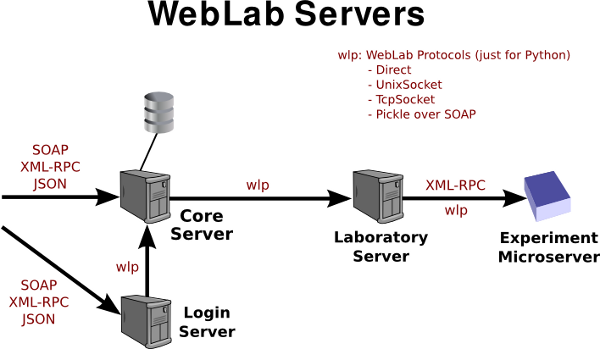 WebLab Servers
wlp: WebLab Protocols (just for Python)
- Direct
- UnixSocket
- TcpSocket
- Pickle over SOAP
SOAP
XML-RPC
JSON
Core
Server
wlp
Laboratory
Server
XML-RPC
wlp
Experiment
Microserver
wlp
SOAP
XML-RPC
JSON
Login
Server